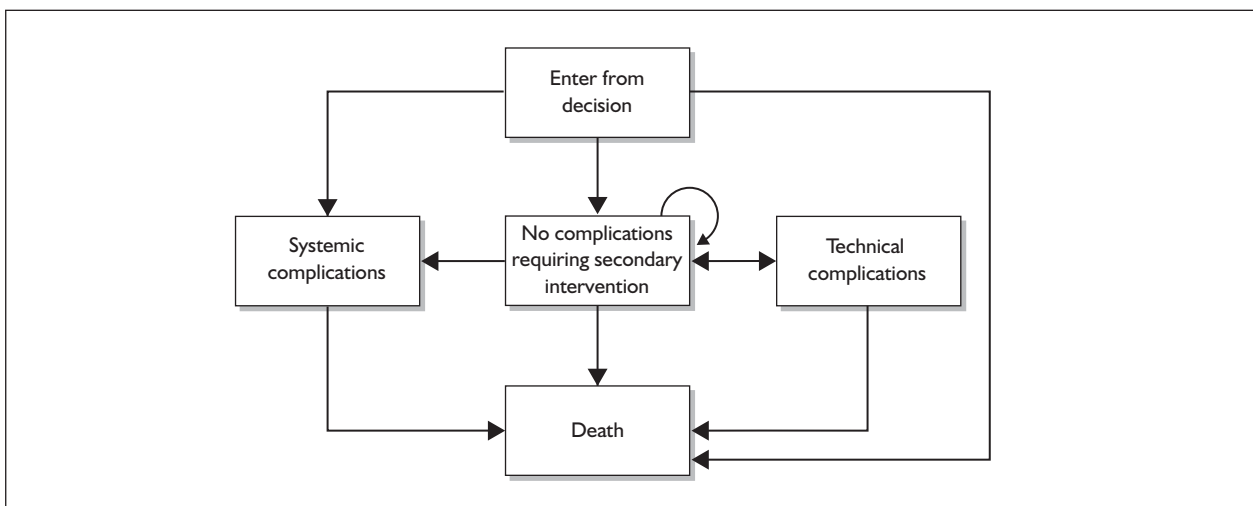 Enter from
decision
Systemic
complications
No complications
requiring secondary
intervention
Technical
complications
Death